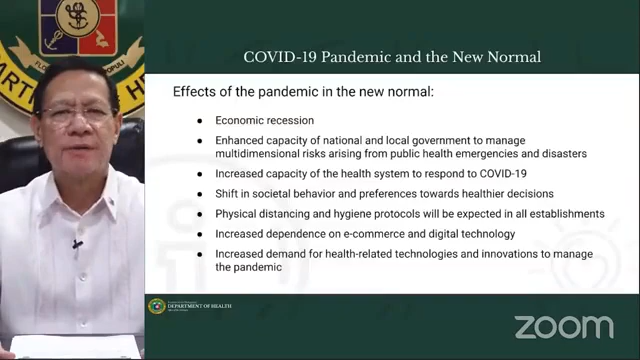 COVID-19 Pandemic and the New Normal
Effects of the pandemic in the new normal:
● Economic recession
● Enhanced capacity of national and local government to manage
multidimensional risks arising from public health emergencies and disasters
● Increased capacity of the health system to respond to COVID-19
● Shift in societal behavior and preferences towards healthier decisions
● Physical distancing and hygiene protocols will be expected in all establishments
● Increased dependence on e-commerce and digital technology
● Increased demand for health-related technologies and innovations to manage
the pandemic
DEPARTMENT OF HEALTH
zoom
POPULI